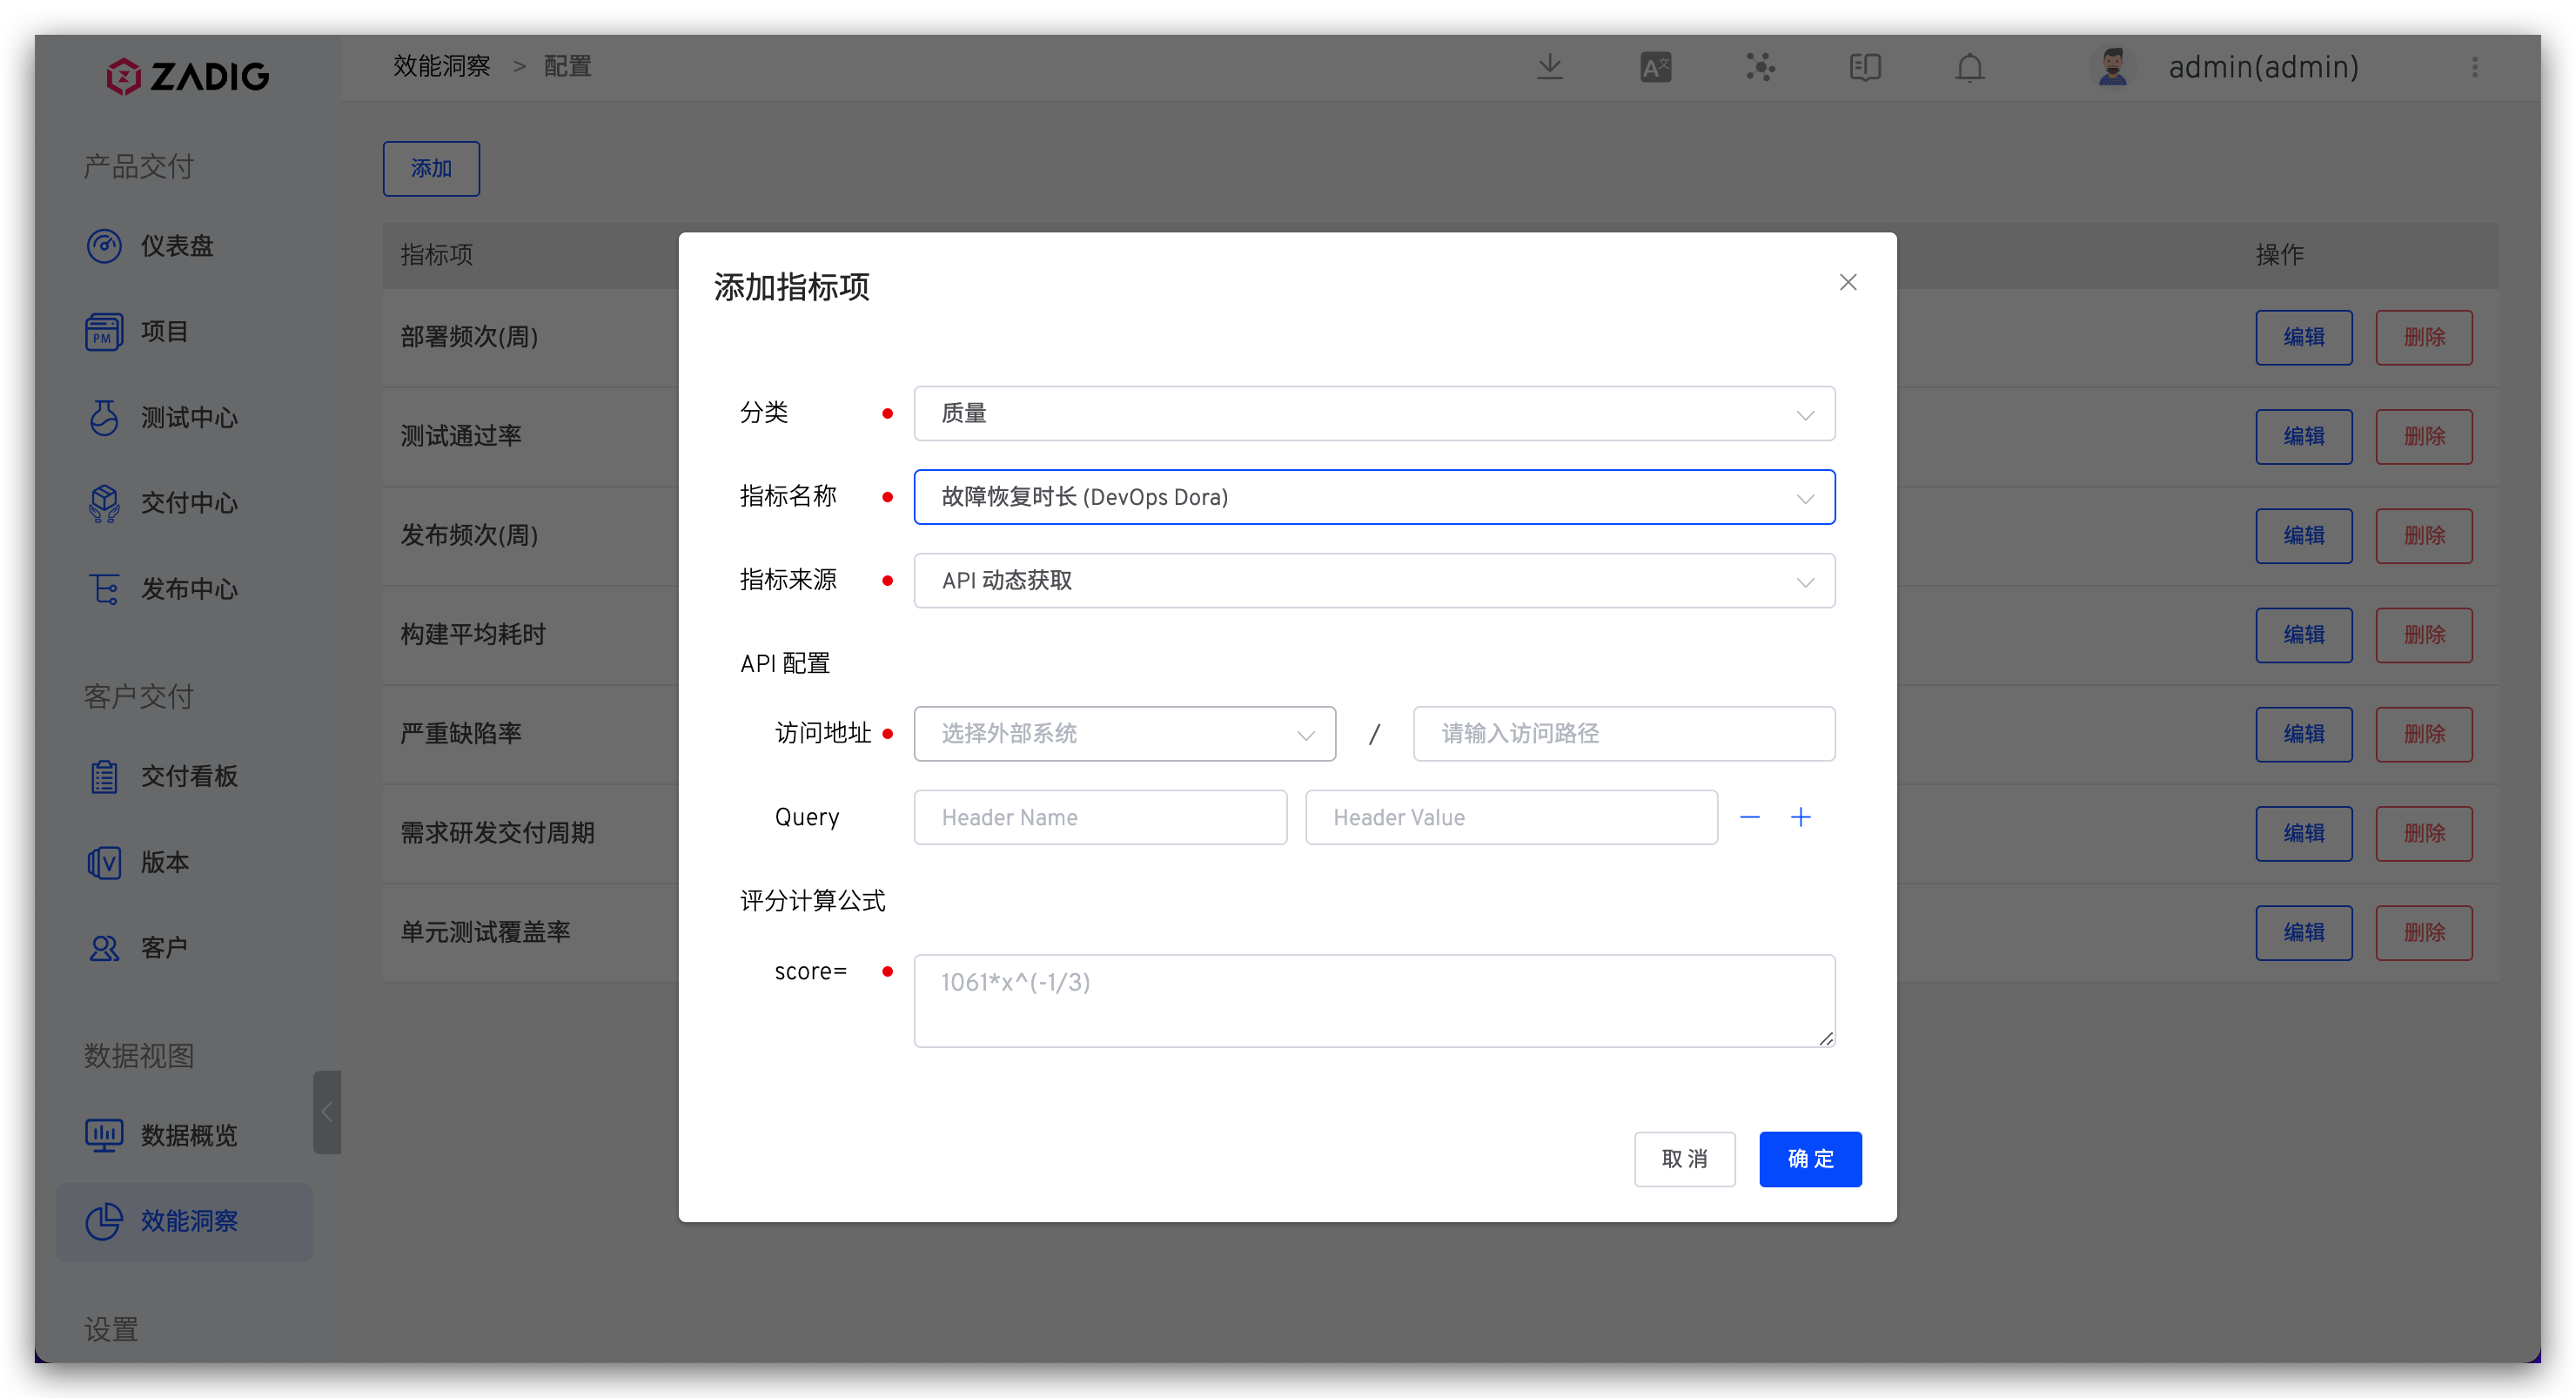 ZADIG
效能洞察 > 配置
admin(admin)
产品交付
仪表盘
PM
项目
测试中心
交付中心
发布中心
客户交付
交付看板
版本
客户
数据视图
数据概览
效能洞察
设置
添加
指标项 操作
部署频次(周) 编辑 删除
测试通过率 编辑 删除
发布频次(周) 编辑 删除
构建平均耗时 编辑 删除
严重缺陷率 编辑 删除
需求研发交付周期 编辑 删除
单元测试覆盖率 编辑 删除
添加指标项
分类 质量
指标名称 故障恢复时长 (DevOps Dora)
指标来源 API 动态获取
API 配置
访问地址 选择外部系统 / 请输入访问路径
Query Header Name Header Value
评分计算公式
score= 1061*x^(-1/3)
取消 确定